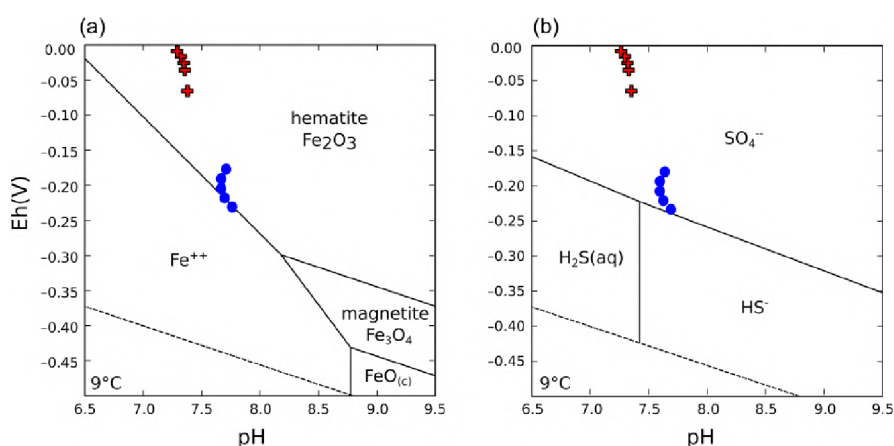 (a)
Eh(V)
0.00
−0.05
−0.10
−0.15
−0.20
−0.25
−0.30
−0.35
−0.40
−0.45
hematite
Fe2O3
Fe++
magnetite
Fe3O4
FeO(c)
9°C
6.5 7.0 7.5 8.0 8.5 9.0 9.5
pH
(b)
0.00
−0.05
−0.10
−0.15
−0.20
−0.25
−0.30
−0.35
−0.40
−0.45
SO4--
H2S(aq)
HS-
9°C
6.5 7.0 7.5 8.0 8.5 9.0 9.5
pH